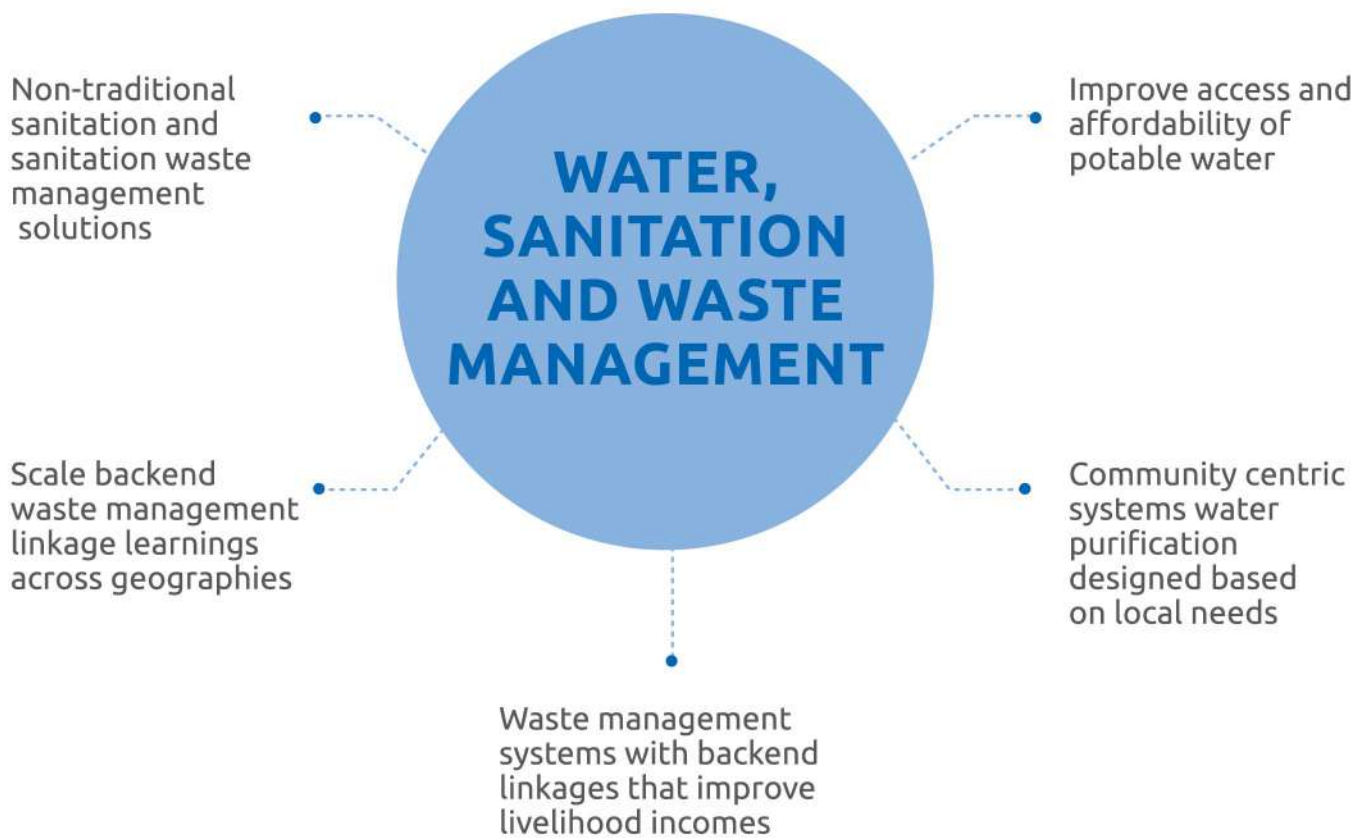 Non-traditional
sanitation and
sanitation waste
management
solutions
WATER,
SANITATION
AND WASTE
MANAGEMENT
Improve access and
affordability of
potable water
Scale backend
waste management
linkage learnings
across geographies
Community centric
systems water
purification
designed based
on local needs
Waste management
systems with backend
linkages that improve
livelihood incomes